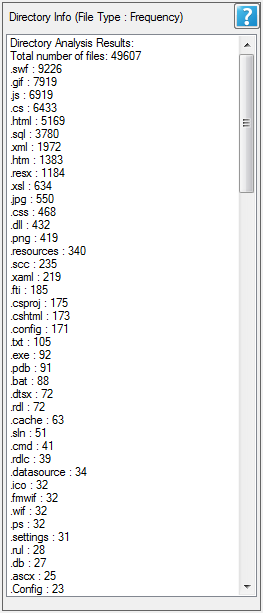 Directory Info (File Type : Frequency)
?
Directory Analysis Results:
Total number of files: 49607
.swf : 9226
.gif : 7919
.js : 6919
.cs : 6433
.html : 5169
.sql : 3780
.xml : 1972
.htm : 1383
.resx : 1184
.xsl : 634
.jpg : 550
.css : 468
.dll : 432
.png : 419
.resources : 340
.scc : 235
.xaml : 219
.fti : 185
.csproj : 175
.cshtml : 173
.config : 171
.txt : 105
.exe : 92
.pdb : 91
.bat : 88
.dtsx : 72
.rdl : 72
.cache : 63
.sln : 51
.cmd : 41
.rdlc : 39
.datasource : 34
.ico : 32
.fmwif : 32
.wif : 32
.ps : 32
.settings : 31
.rul : 28
.db : 27
.ascx : 25
.Config : 23